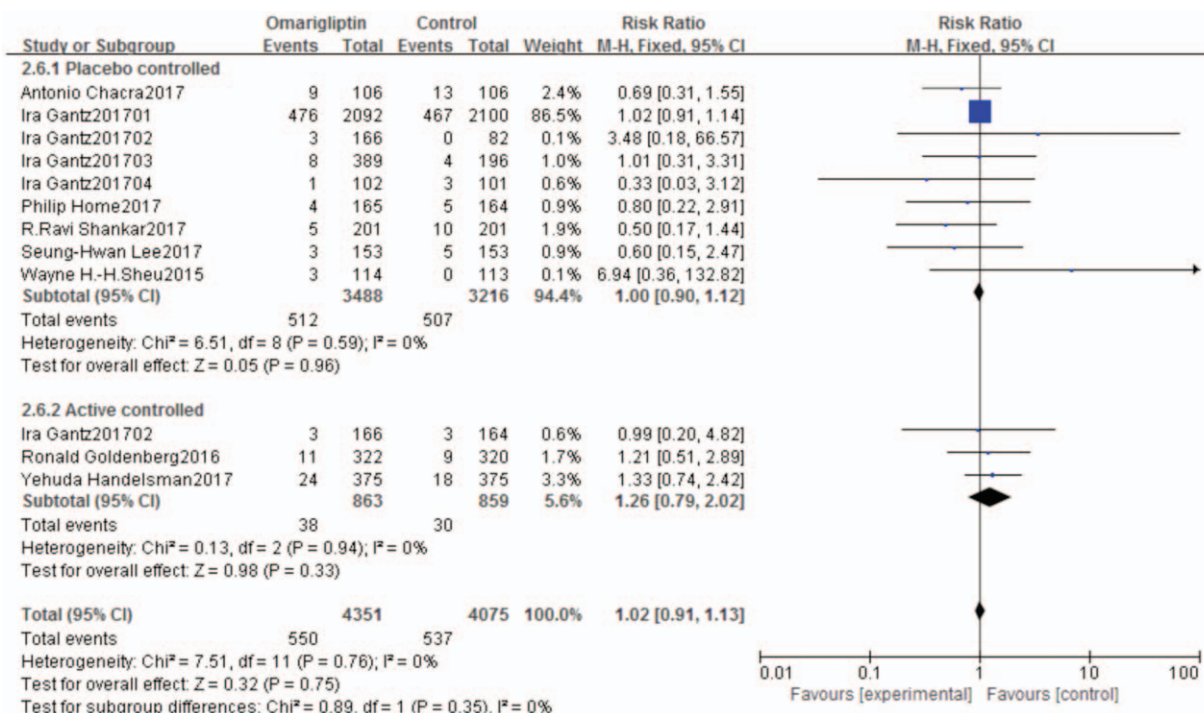 Omarigliptin Control Risk Ratio Risk Ratio
Study or Subgroup Events Total Events Total Weight M-H, Fixed, 95% CI M-H, Fixed, 95% CI
2.6.1 Placebo controlled
Antonio Chacra2017 9 106 13 106 2.4% 0.69 [0.31, 1.55]
Ira Gantz201701 476 2092 467 2100 86.5% 1.02 [0.91, 1.14]
Ira Gantz201702 3 166 0 82 0.1% 3.48 [0.18, 66.57]
Ira Gantz201703 8 389 4 196 1.0% 1.01 [0.31, 3.31]
Ira Gantz201704 1 102 3 101 0.6% 0.33 [0.03, 3.12]
Philip Home2017 4 165 5 164 0.9% 0.80 [0.22, 2.91]
R.Ravi Shankar2017 5 201 10 201 1.9% 0.50 [0.17, 1.44]
Seung-Hwan Lee2017 3 153 5 153 0.9% 0.60 [0.15, 2.47]
Wayne H.-H.Sheu2015 3 114 0 113 0.1% 6.94 [0.36, 132.82]
Subtotal (95% CI) 3488 3216 94.4% 1.00 [0.90, 1.12]
Total events 512 507
Heterogeneity: Chi² = 6.51, df = 8 (P = 0.59); I² = 0%
Test for overall effect: Z = 0.05 (P = 0.96)
2.6.2 Active controlled
Ira Gantz201702 3 166 3 164 0.6% 0.99 [0.20, 4.82]
Ronald Goldenberg2016 11 322 9 320 1.7% 1.21 [0.51, 2.89]
Yehuda Handelsman2017 24 375 18 375 3.3% 1.33 [0.74, 2.42]
Subtotal (95% CI) 863 859 5.6% 1.26 [0.79, 2.02]
Total events 38 30
Heterogeneity: Chi² = 0.13, df = 2 (P = 0.94); I² = 0%
Test for overall effect: Z = 0.98 (P = 0.33)
Total (95% CI) 4351 4075 100.0% 1.02 [0.91, 1.13]
Total events 550 537
Heterogeneity: Chi² = 7.51, df = 11 (P = 0.76); I² = 0%
Test for overall effect: Z = 0.32 (P = 0.75)
Test for subgroup differences: Chi² = 0.89, df = 1 (P = 0.35), I² = 0%
0.01 0.1 1 10 100
Favours [experimental] Favours [control]